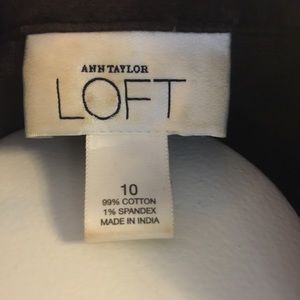 ANN TAYLOR
LOFT
10
99% COTTON
1% SPANDEX
MADE IN INDIA